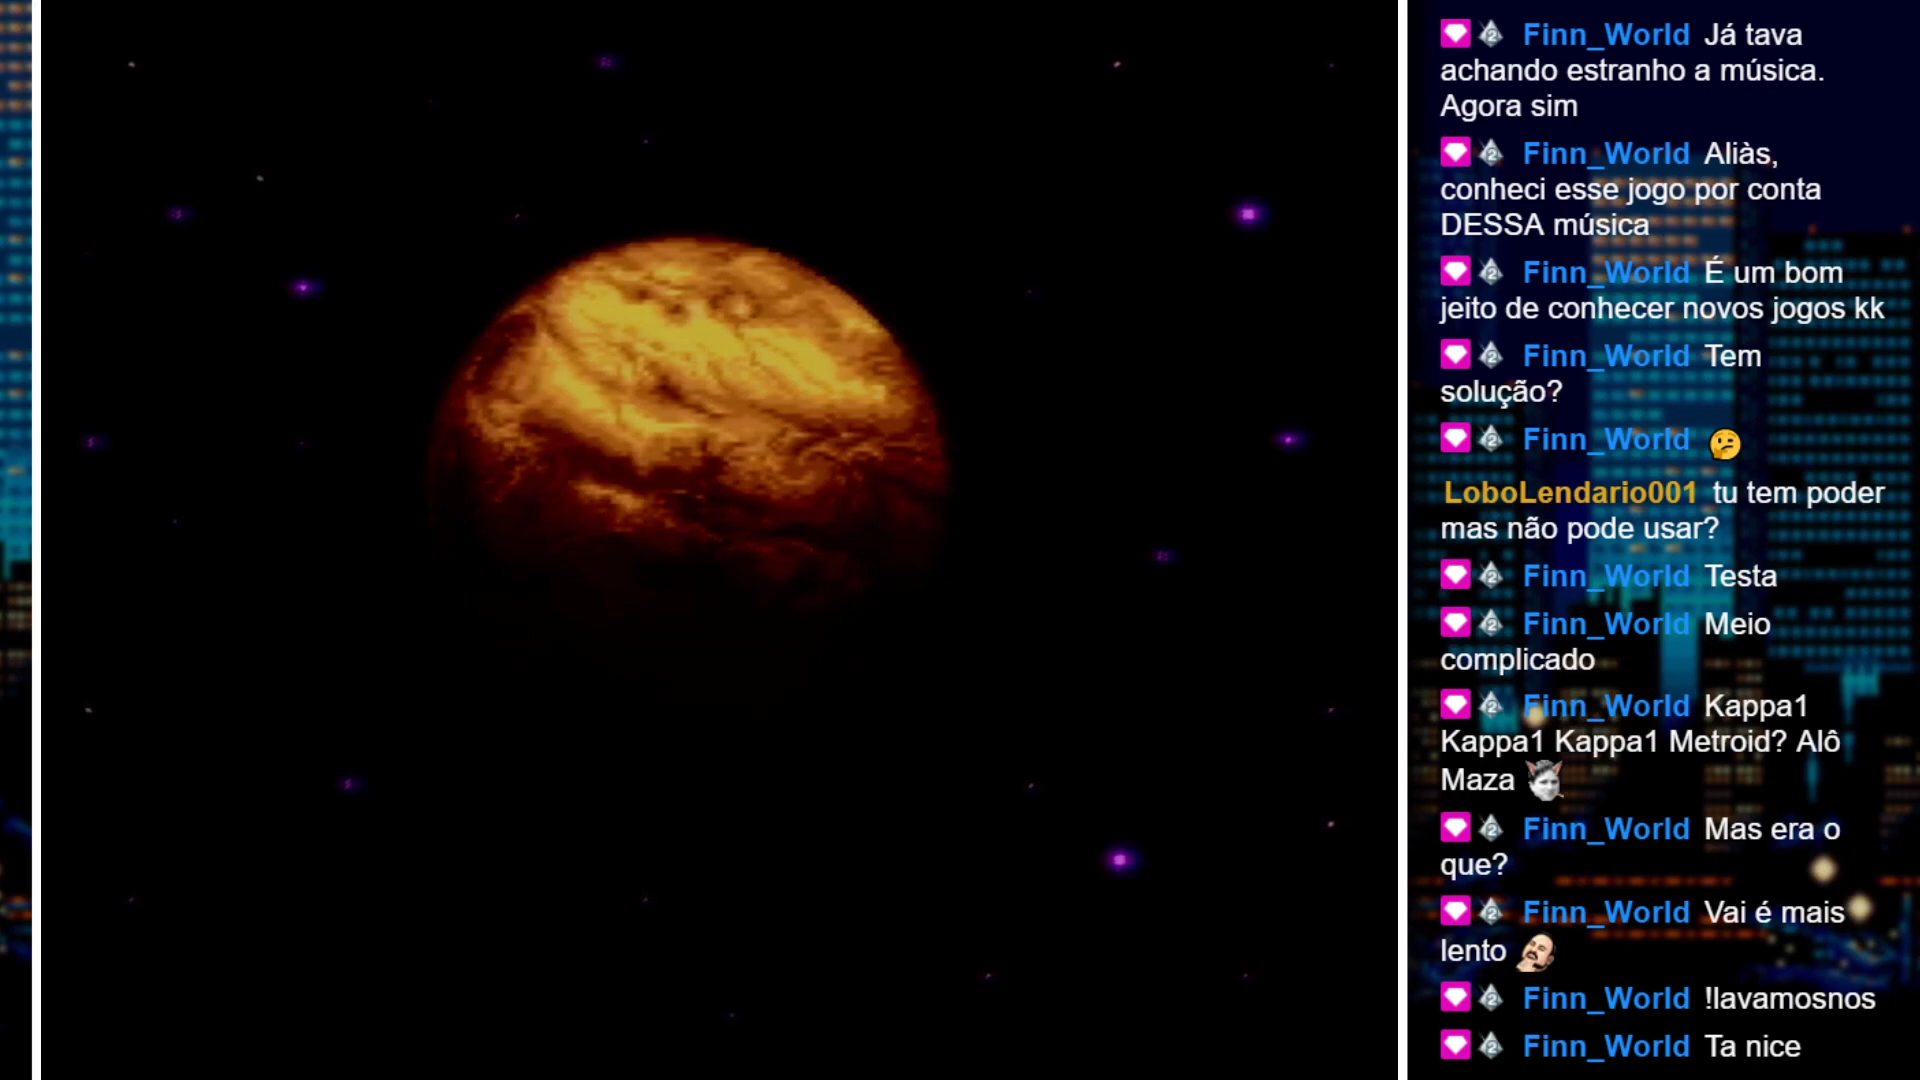 Finn_World Já tava
achando estranho a música.
Agora sim
Finn_World Aliàs,
conheci esse jogo por conta
DESSA música
Finn_World É um bom
jeito de conhecer novos jogos kk
Finn_World Tem
solução?
Finn_World
LoboLendario001 tu tem poder
mas não pode usar?
Finn_World Testa
Finn_World Meio
complicado
Finn_World Kappa1
Kappa1 Kappa1 Metroid? Alô
Maza
Finn_World Mas era o
que?
Finn_World Vai é mais
lento
Finn_World !lavamosnos
Finn_World Ta nice